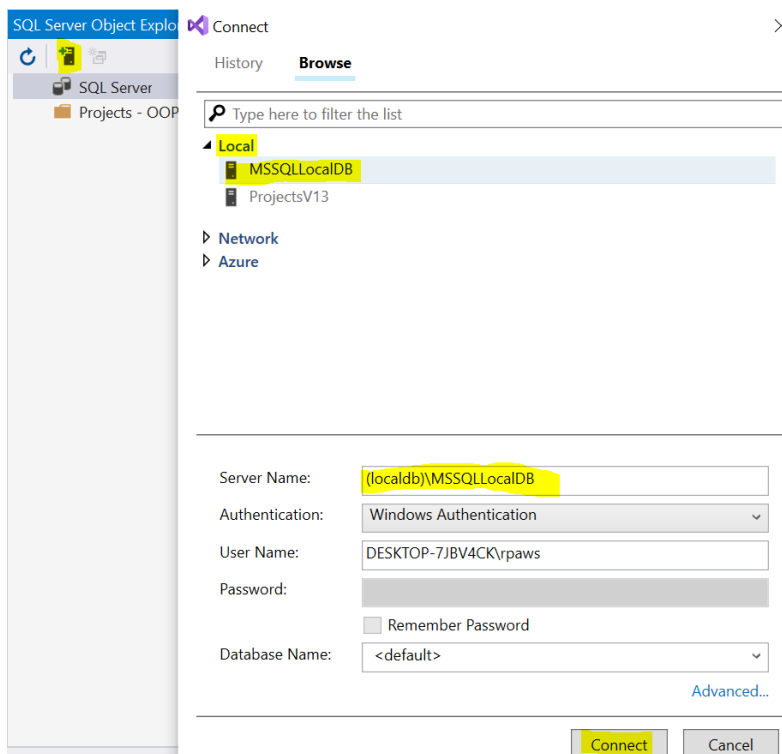 SQL Server Object Explo
Connect
History Browse
SQL Server
Projects - OOP
Type here to filter the list
Local
MSSQLLocalDB
ProjectsV13
Network
Azure
Server Name: (localdb)\MSSQLLocalDB
Authentication: Windows Authentication
User Name: DESKTOP-7JBV4CK\rpaws
Password:
Remember Password
Database Name: <default>
Advanced...
Connect Cancel